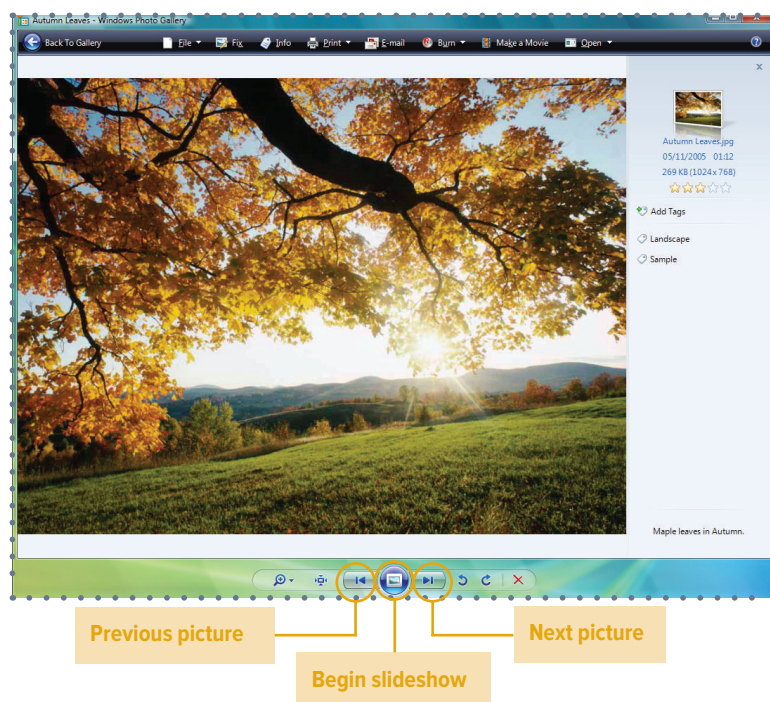 Autumn Leaves - Windows Photo Gallery
Back To Gallery File Fix Info Print E-mail Burn Make a Movie Open
Autumn Leaves.jpg
05/11/2005 01:12
269 KB (1024 x 768)
Add Tags
Landscape
Sample
Maple leaves in Autumn.
Previous picture
Next picture
Begin slideshow